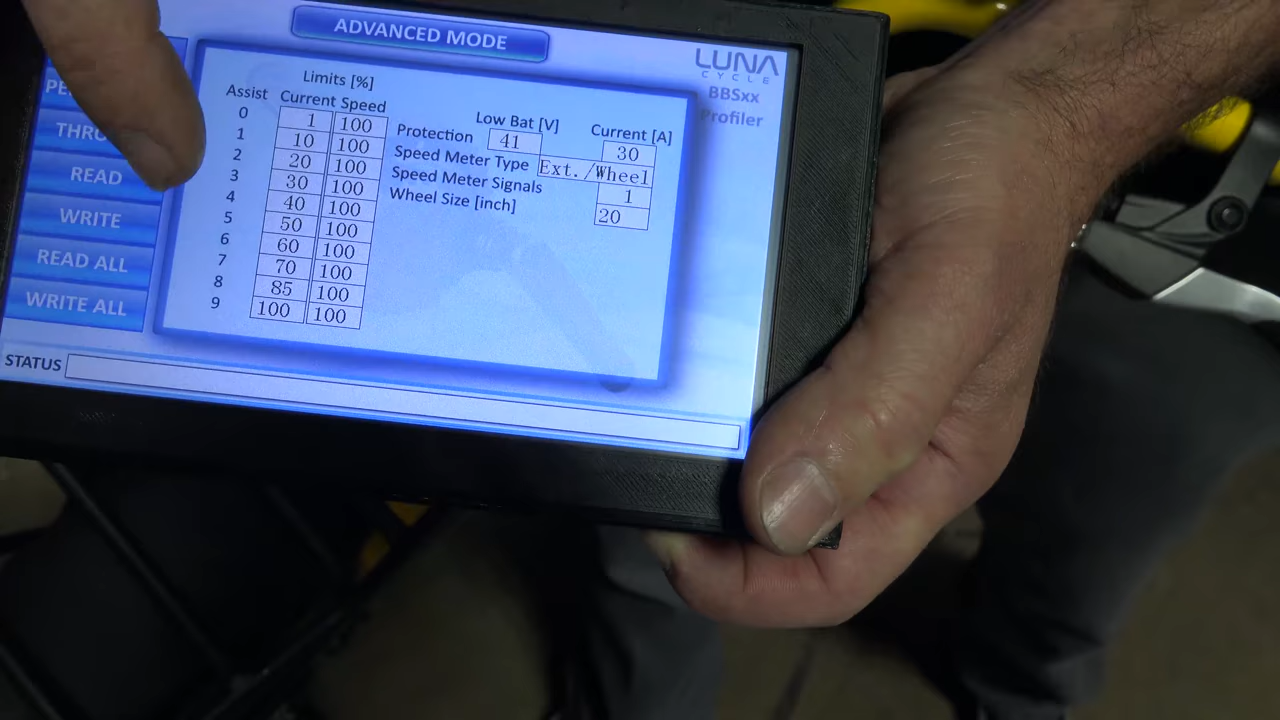 ADVANCED MODE
LUNA
CYCLE
BBSxx
Profiler
READ
WRITE
READ ALL
WRITE ALL
Limits [%]
Assist Current Speed
0 1 100
1 10 100
2 20 100
3 30 100
4 40 100
5 50 100
6 60 100
7 70 100
8 85 100
9 100 100
Low Bat [V] Current [A]
Protection 41 30
Speed Meter Type Ext./Wheel
Speed Meter Signals 1
Wheel Size [inch] 20
STATUS